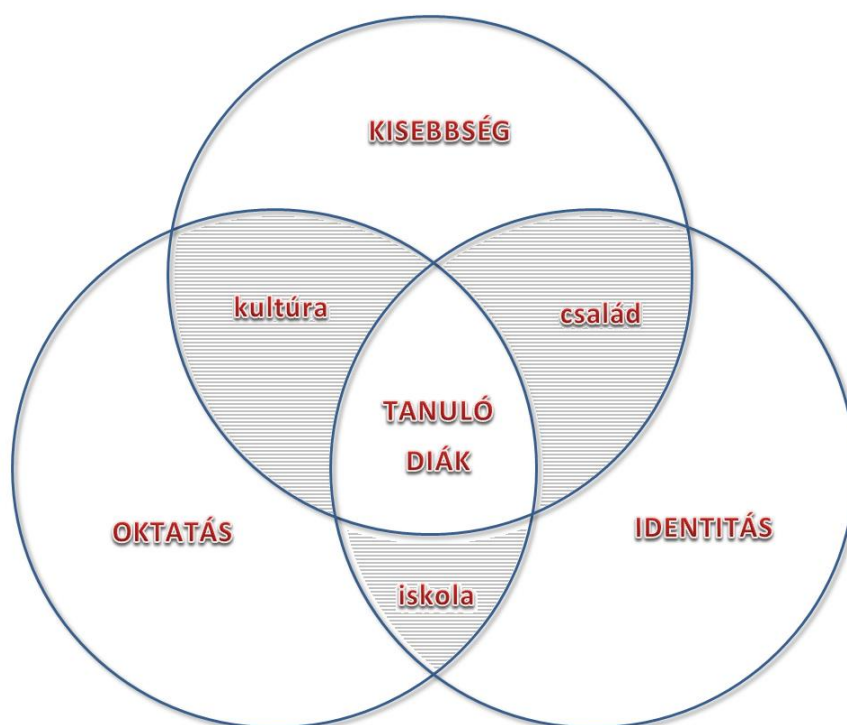 KISEBBSÉG
kultúra
család
TANULÓ
DIÁK
OKTATÁS
IDENTITÁS
iskola